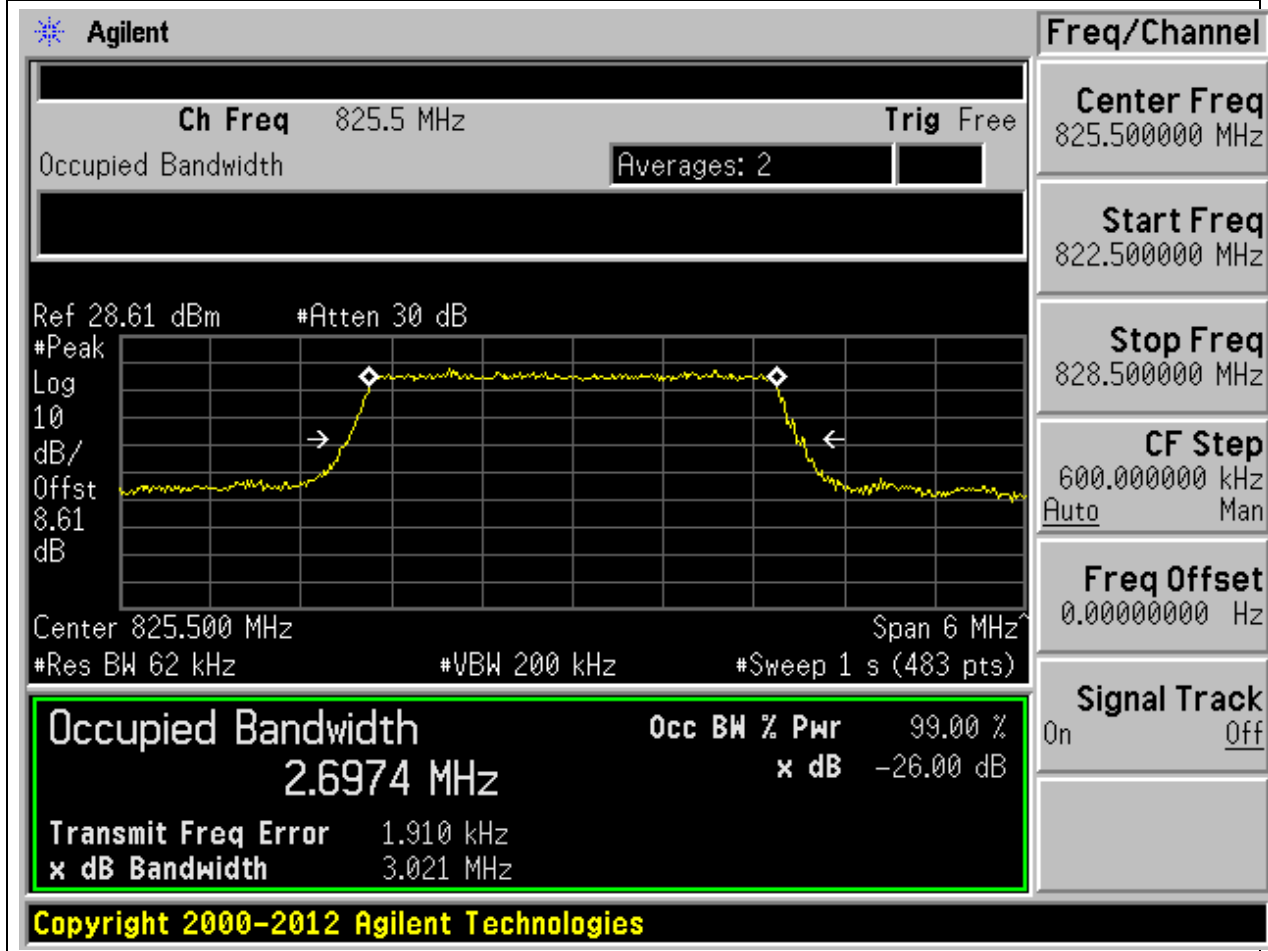 Agilent
Freq/Channel
Ch Freq 825.5 MHz Trig Free
Occupied Bandwidth Averages: 2
Center Freq
825.500000 MHz
Start Freq
822.500000 MHz
Stop Freq
828.500000 MHz
CF Step
600.000000 kHz
Auto Man
Freq Offset
0.00000000 Hz
Signal Track
On Off
Ref 28.61 dBm #Atten 30 dB
#Peak
Log
10
dB/
Offst
8.61
dB
Center 825.500 MHz Span 6 MHz^
#Res BW 62 kHz #VBW 200 kHz #Sweep 1 s (483 pts)
Occupied Bandwidth
2.6974 MHz
Occ BW % Pwr 99.00 %
x dB -26.00 dB
Transmit Freq Error 1.910 kHz
x dB Bandwidth 3.021 MHz
Copyright 2000-2012 Agilent Technologies